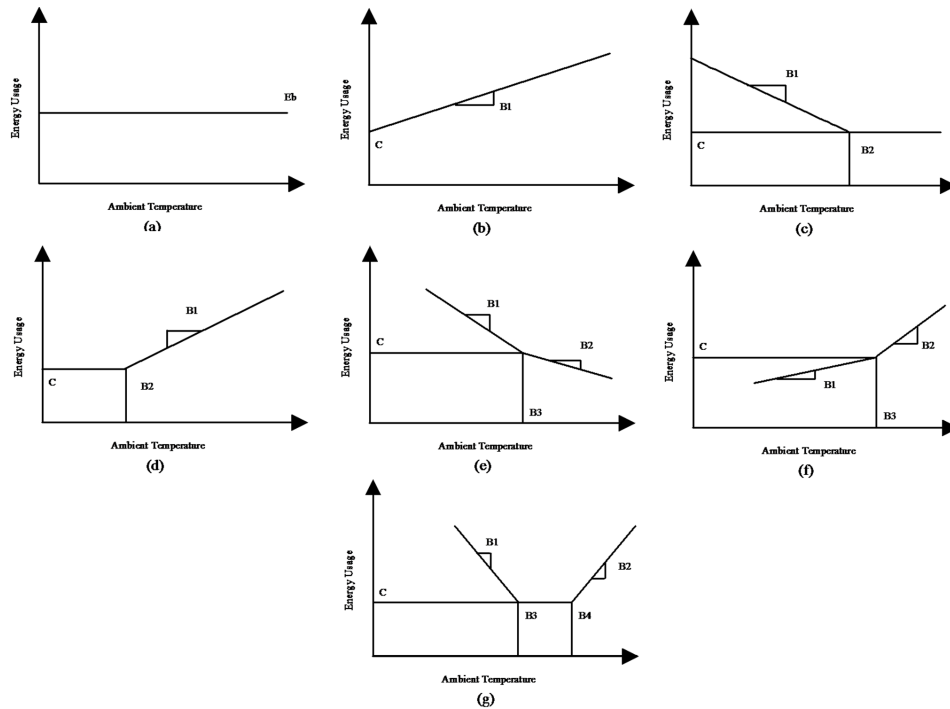 Energy Usage
Eb
Ambient Temperature
(a)
Energy Usage
B1
C
Ambient Temperature
(b)
Energy Usage
B1
C
B2
Ambient Temperature
(c)
Energy Usage
B1
C
B2
Ambient Temperature
(d)
Energy Usage
B1
C
B2
B3
Ambient Temperature
(e)
Energy Usage
C
B2
B1
B3
Ambient Temperature
(f)
Energy Usage
B1
B2
C
B3
B4
Ambient Temperature
(g)